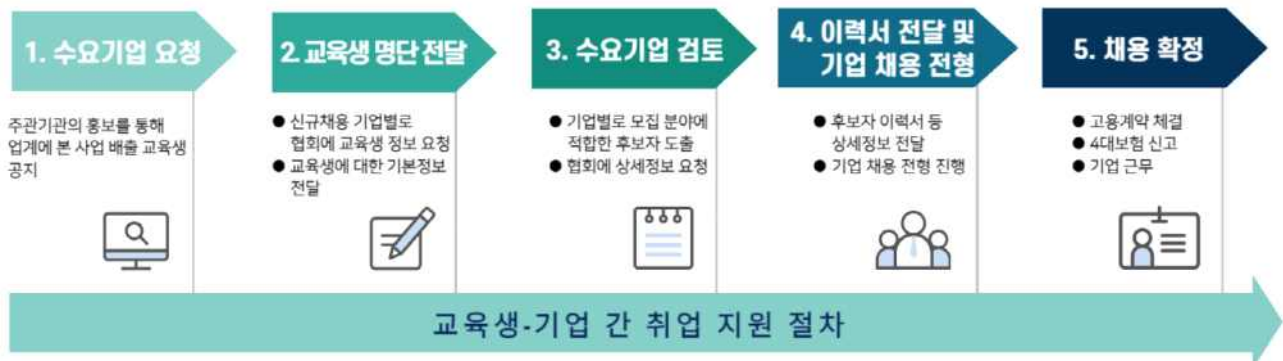 1. 수요기업 요청
주관기관의 홍보를 통해
업계에 본 사업 배출 교육생
공지
2. 교육생 명단 전달
● 신규채용 기업별로
협회에 교육생 정보 요청
● 교육생에 대한 기본정보
전달
3. 수요기업 검토
● 기업별로 모집 분야에
적합한 후보자 도출
● 협회에 상세정보 요청
4. 이력서 전달 및
기업 채용 전형
● 후보자 이력서 등
상세정보 전달
● 기업 채용 전형 진행
5. 채용 확정
● 고용계약 체결
● 4대보험 신고
● 기업 근무
교육생-기업 간 취업 지원 절차